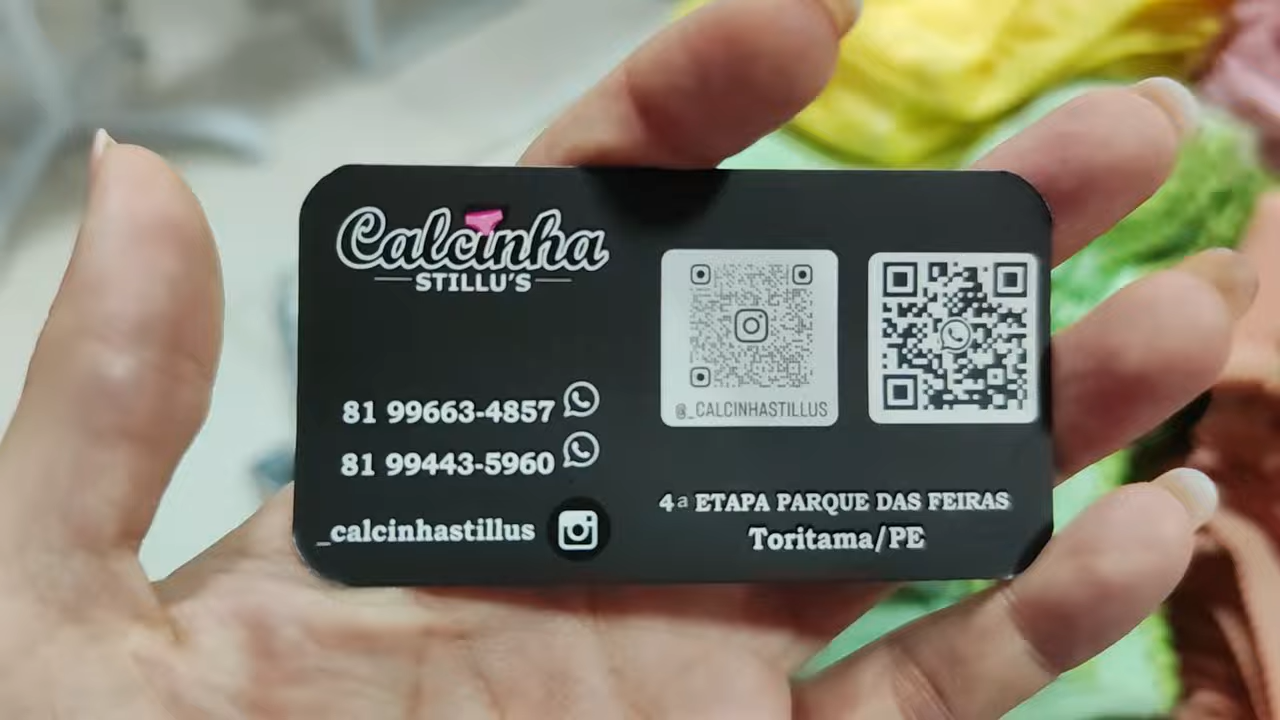 Calcinha
STILLU'S
81 99663-4857
81 99443-5960
_calcinhastillus
@_CALCINHASTILLUS
4ª ETAPA PARQUE DAS FEIRAS
Toritama/PE